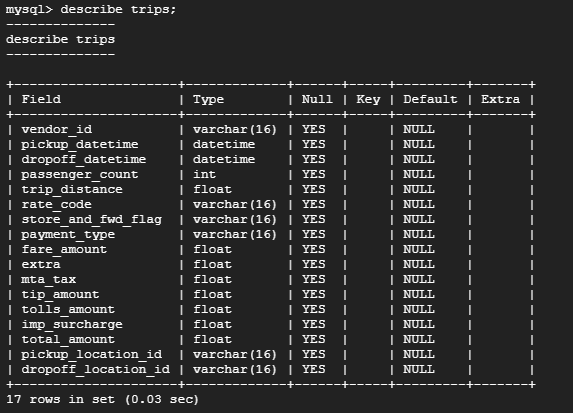 mysql> describe trips;
--------------
describe trips
--------------
+---------------------+-------------+------+-----+---------+-------+
| Field               | Type        | Null | Key | Default | Extra |
+---------------------+-------------+------+-----+---------+-------+
| vendor_id           | varchar(16) | YES  |     | NULL    |       |
| pickup_datetime     | datetime    | YES  |     | NULL    |       |
| dropoff_datetime    | datetime    | YES  |     | NULL    |       |
| passenger_count     | int         | YES  |     | NULL    |       |
| trip_distance       | float       | YES  |     | NULL    |       |
| rate_code           | varchar(16) | YES  |     | NULL    |       |
| store_and_fwd_flag  | varchar(16) | YES  |     | NULL    |       |
| payment_type        | varchar(16) | YES  |     | NULL    |       |
| fare_amount         | float       | YES  |     | NULL    |       |
| extra               | float       | YES  |     | NULL    |       |
| mta_tax             | float       | YES  |     | NULL    |       |
| tip_amount          | float       | YES  |     | NULL    |       |
| tolls_amount        | float       | YES  |     | NULL    |       |
| imp_surcharge       | float       | YES  |     | NULL    |       |
| total_amount        | float       | YES  |     | NULL    |       |
| pickup_location_id  | varchar(16) | YES  |     | NULL    |       |
| dropoff_location_id | varchar(16) | YES  |     | NULL    |       |
+---------------------+-------------+------+-----+---------+-------+
17 rows in set (0.03 sec)